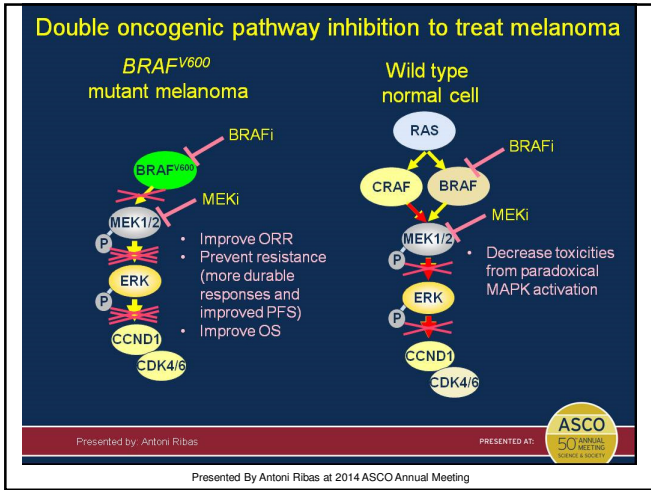 Double oncogenic pathway inhibition to treat melanoma
BRAFV600
mutant melanoma
BRAFi
BRAFV600
MEKi
MEK1/2
P
ERK
P
CCND1
CDK4/6
• Improve ORR
• Prevent resistance
(more durable
responses and
improved PFS)
• Improve OS
Wild type
normal cell
RAS
BRAFi
CRAF
BRAF
MEKi
MEK1/2
P
ERK
P
CCND1
CDK4/6
• Decrease toxicities
from paradoxical
MAPK activation
Presented by: Antoni Ribas
PRESENTED AT:
ASCO
50 ANNUAL
MEETING
SCIENCE & SOCIETY
Presented By Antoni Ribas at 2014 ASCO Annual Meeting